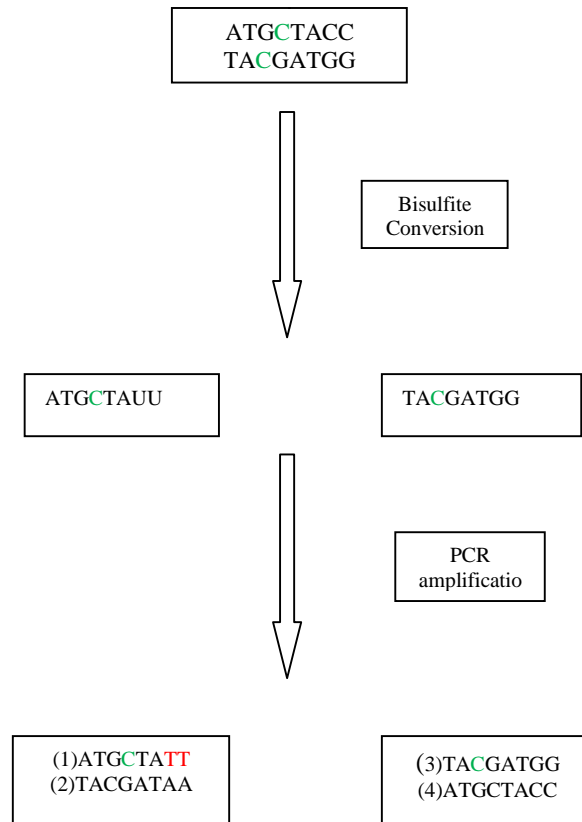 ATGCTACC
TACGATGG
Bisulfite
Conversion
ATGCTAUU
TACGATGG
PCR
amplificatio
(1)ATGCTATT
(2)TACGATAA
(3)TACGATGG
(4)ATGCTACC